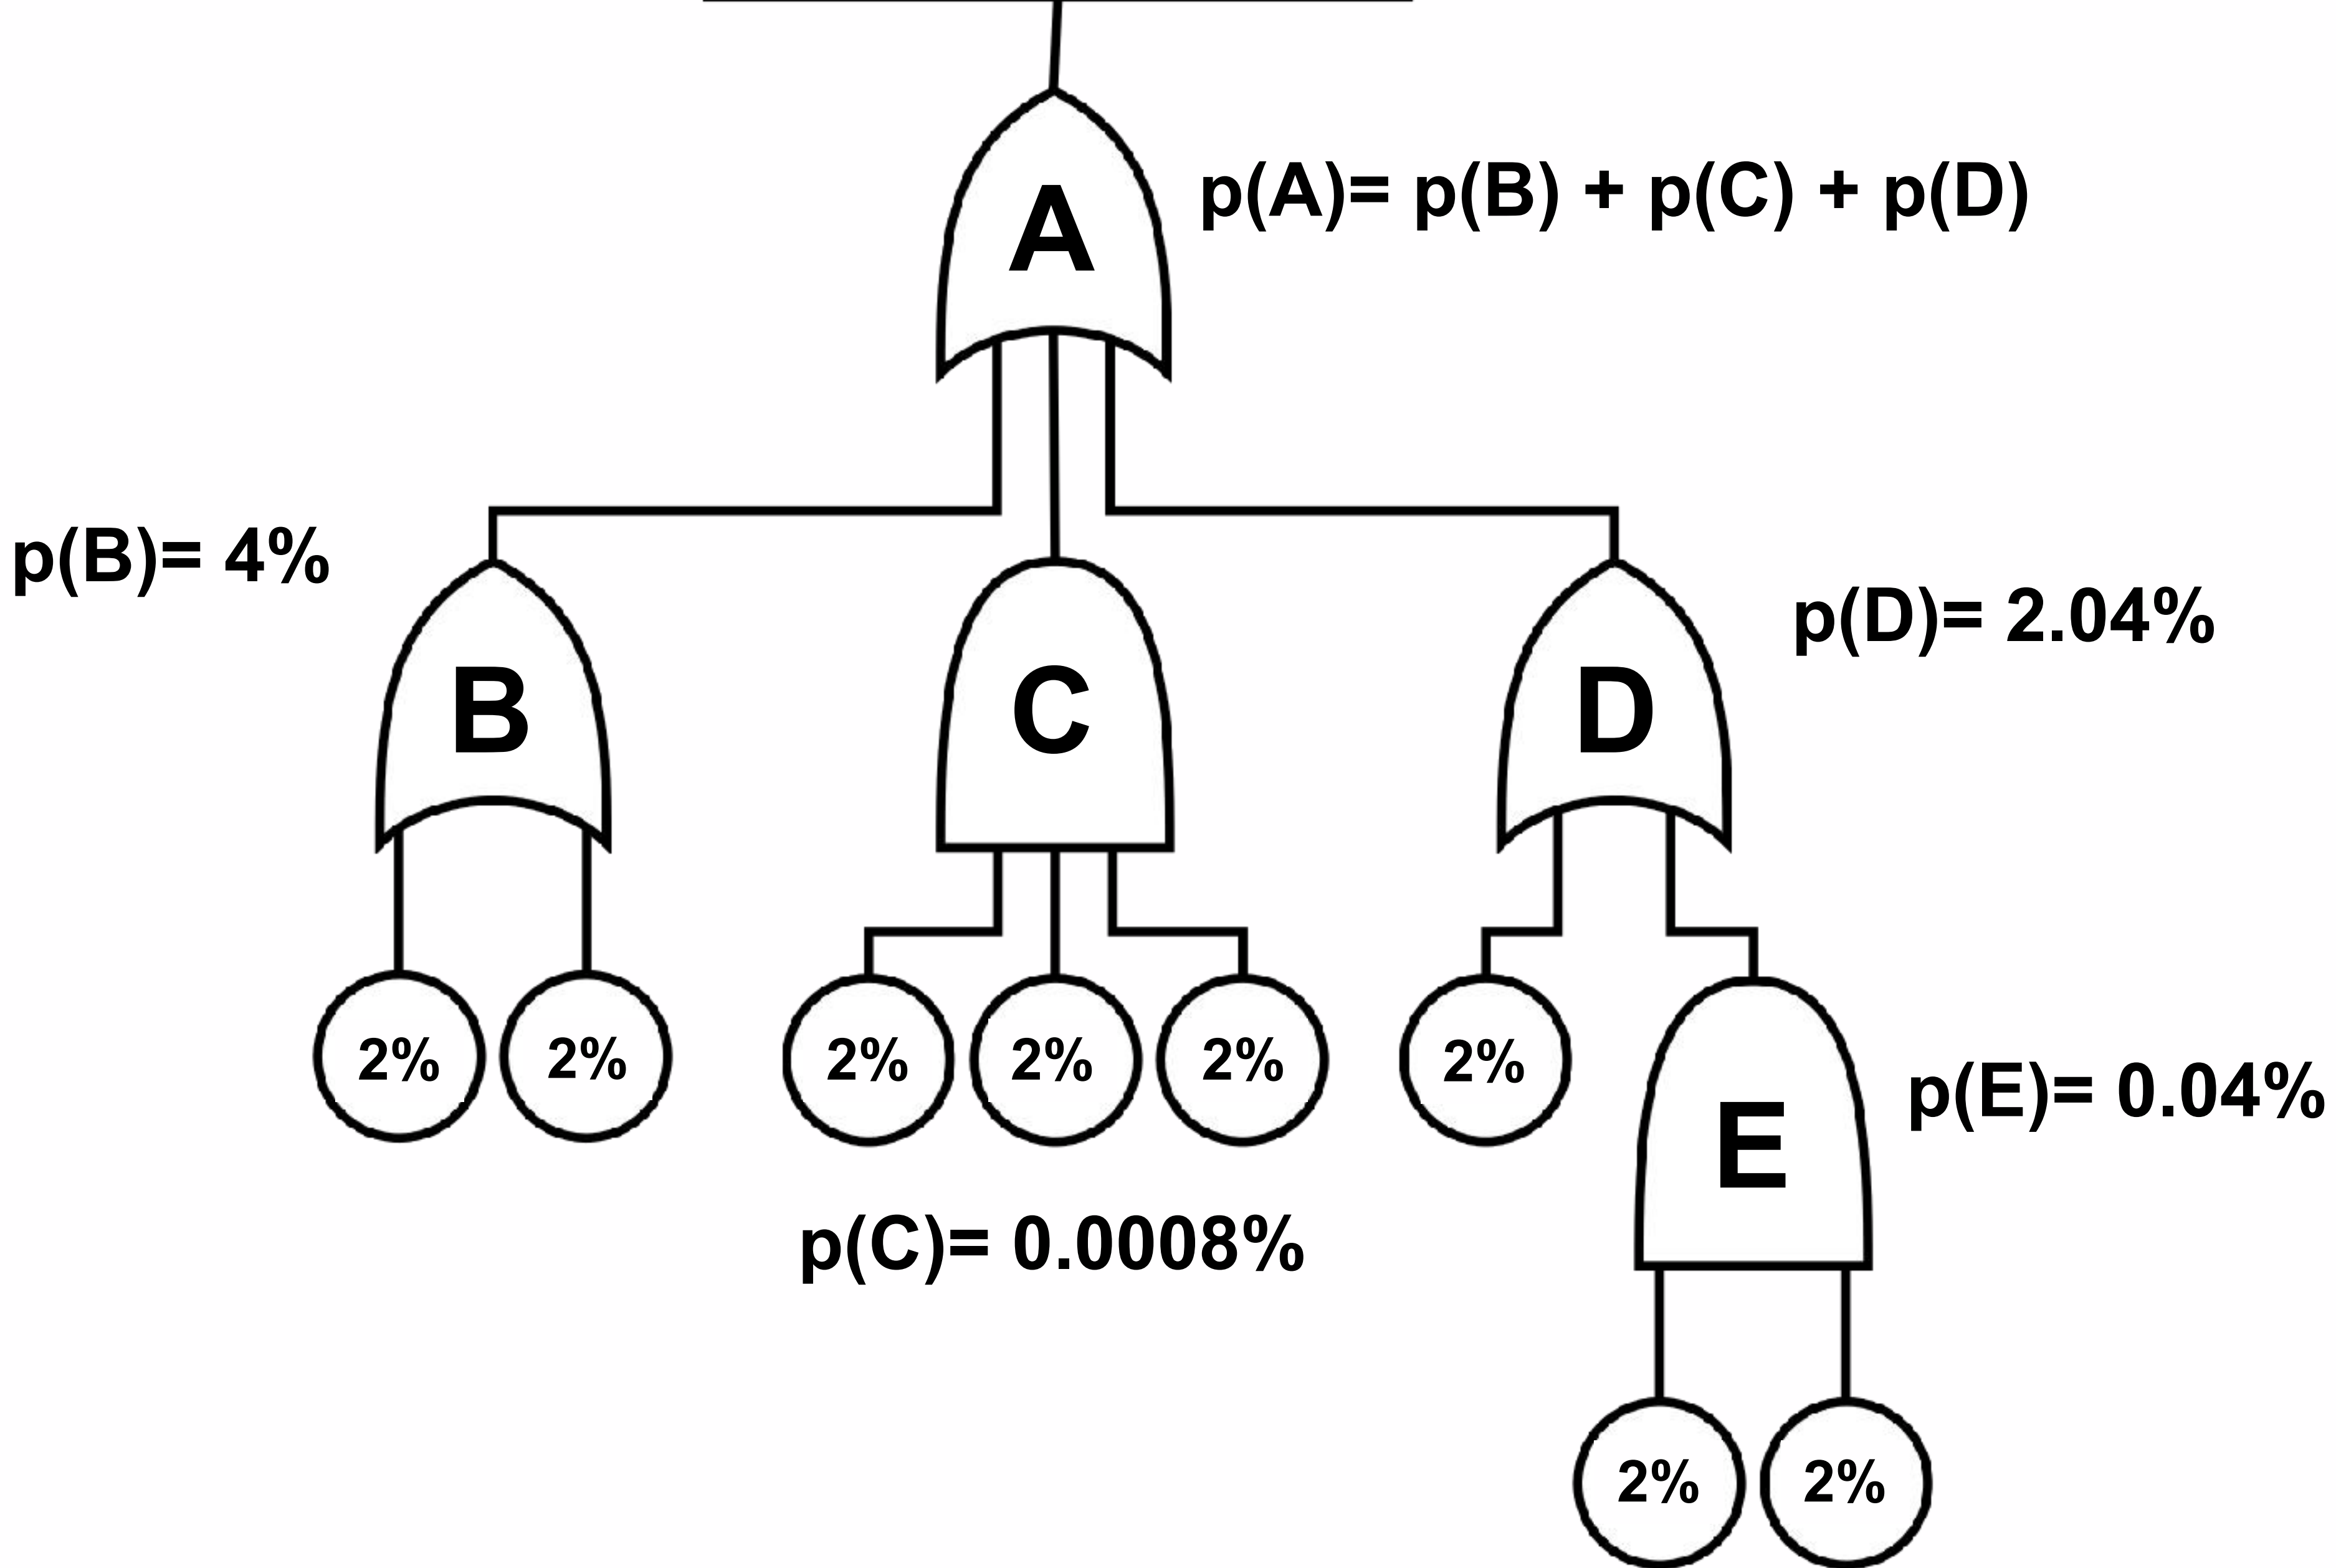 A
p(A)= p(B) + p(C) + p(D)
p(B)= 4%
B
C
D
p(D)= 2.04%
2%
2%
2%
2%
2%
2%
E
p(E)= 0.04%
p(C)= 0.0008%
2%
2%